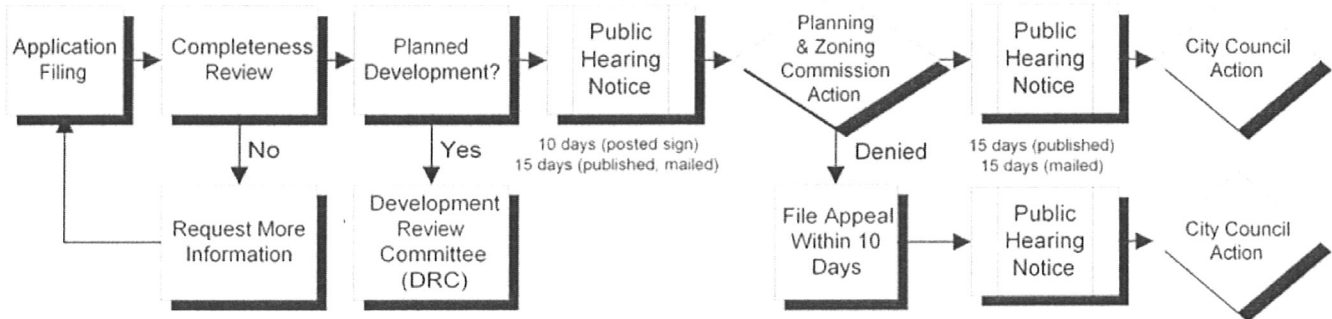 Application
Filing
Completeness
Review
Planned
Development?
Public
Hearing
Notice
Planning
& Zoning
Commission
Action
Public
Hearing
Notice
City Council
Action
No
Yes
10 days (posted sign)
15 days (published, mailed)
Denied
15 days (published)
15 days (mailed)
Request More
Information
Development
Review
Committee
(DRC)
File Appeal
Within 10
Days
Public
Hearing
Notice
City Council
Action